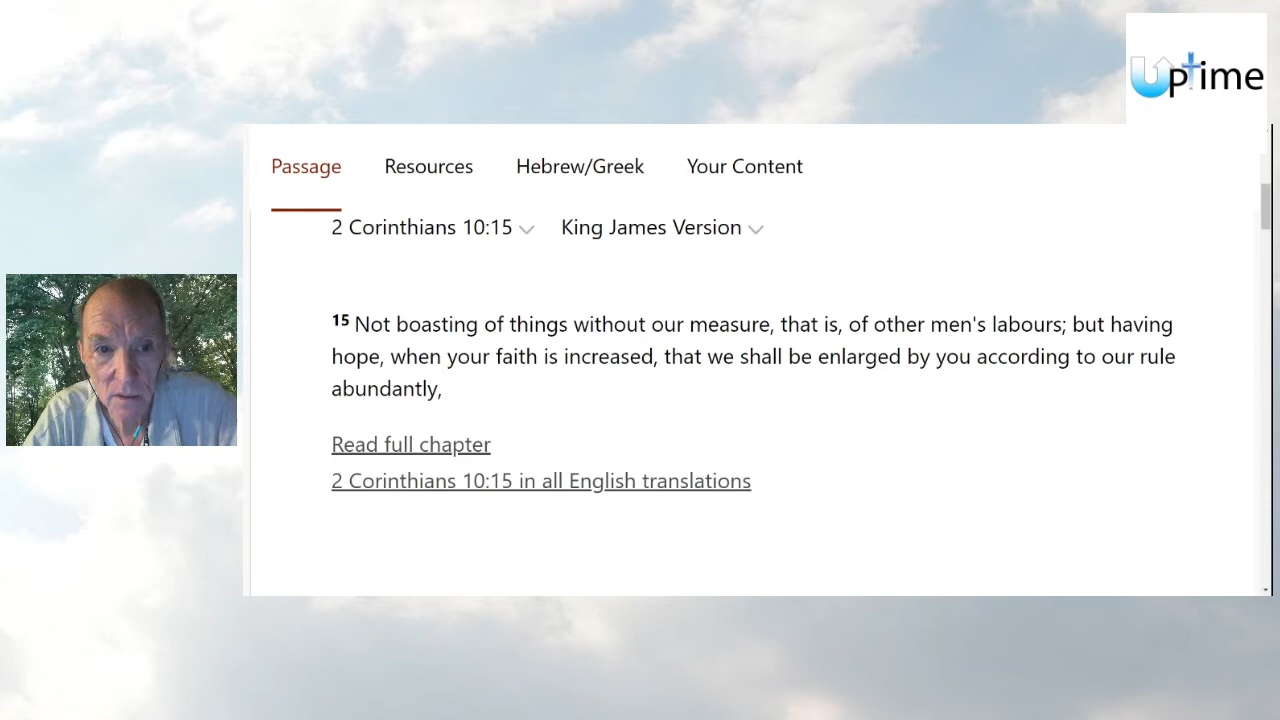 Uptime
Passage Resources Hebrew/Greek Your Content
2 Corinthians 10:15 King James Version
15 Not boasting of things without our measure, that is, of other men's labours; but having
hope, when your faith is increased, that we shall be enlarged by you according to our rule
abundantly,
Read full chapter
2 Corinthians 10:15 in all English translations